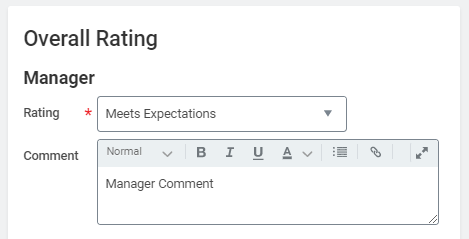 Overall Rating
Manager
Rating * Meets Expectations
Comment
Normal B I U A
Manager Comment